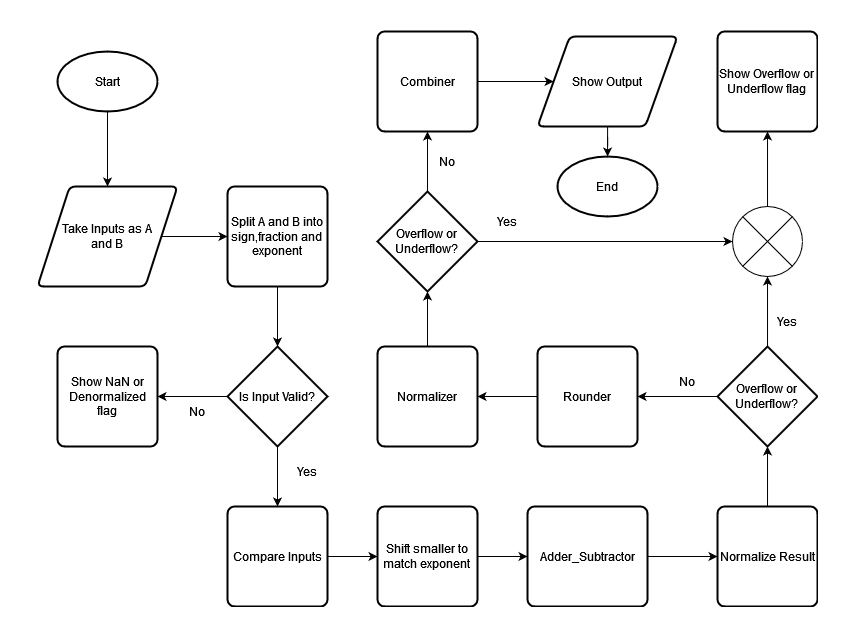 Start
Take Inputs as A
and B
Split A and B into
sign,fraction and
exponent
Is Input Valid?
No
Show NaN or
Denormalized
flag
Yes
Compare Inputs
Shift smaller to
match exponent
Adder_Subtractor
Normalize Result
Overflow or
Underflow?
Yes
No
Rounder
Normalizer
Overflow or
Underflow?
Yes
No
Combiner
Show Output
End
Show Overflow or
Underflow flag